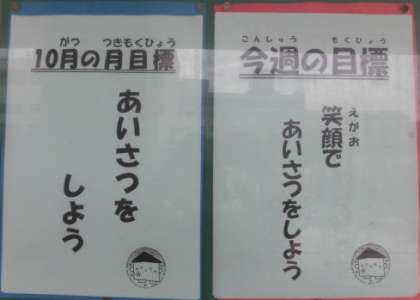 がつ つきもくひょう
10月の月目標
あいさつを
しよう
こんしゅう もくひょう
今週の目標
えがお
笑顔で
あいさつをしよう